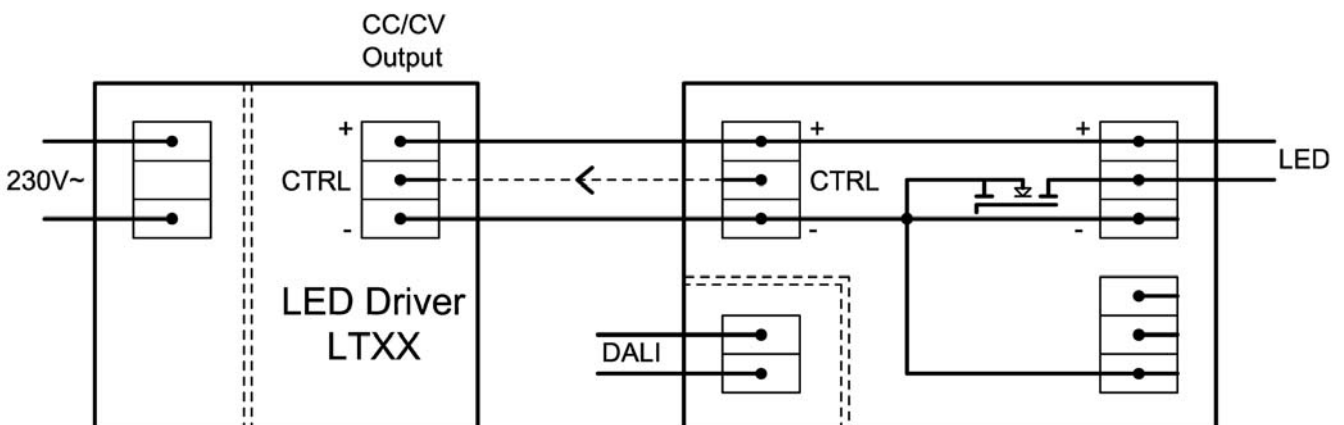 CC/CV
Output
+
+
+
230V~
CTRL
CTRL
LED
-
-
-
LED Driver
LTXX
DALI